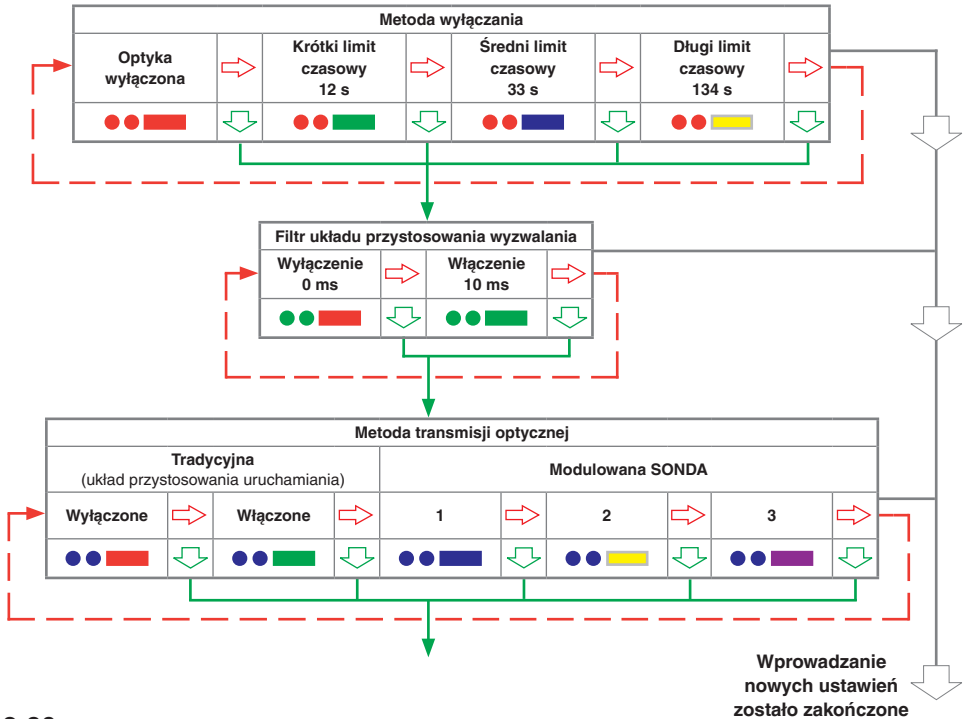 Metoda wyłączania
Optyka
wyłączona
Krótki limit
czasowy
12 s
Średni limit
czasowy
33 s
Długi limit
czasowy
134 s
Filtr układu przystosowania wyzwalania
Wyłączenie
0 ms
Włączenie
10 ms
Metoda transmisji optycznej
Tradycyjna
(układ przystosowania uruchamiania)
Modulowana SONDA
Wyłączone
Włączone
1
2
3
Wprowadzanie
nowych ustawień
zostało zakończone